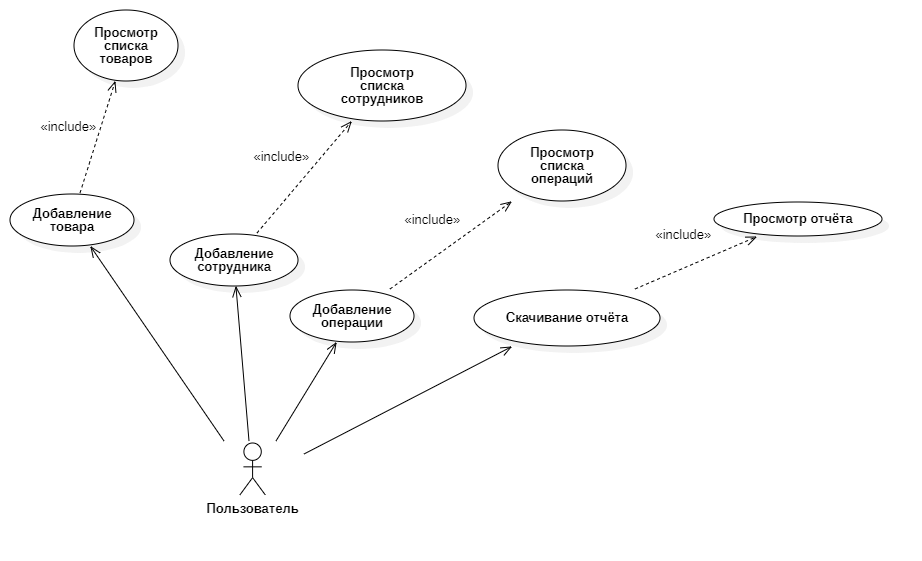 Просмотр
списка
товаров
Просмотр
списка
сотрудников
«include»
«include»
Просмотр
списка
операций
Добавление
товара
«include»
Просмотр отчёта
«include»
Добавление
сотрудника
Добавление
операции
Скачивание отчёта
Пользователь